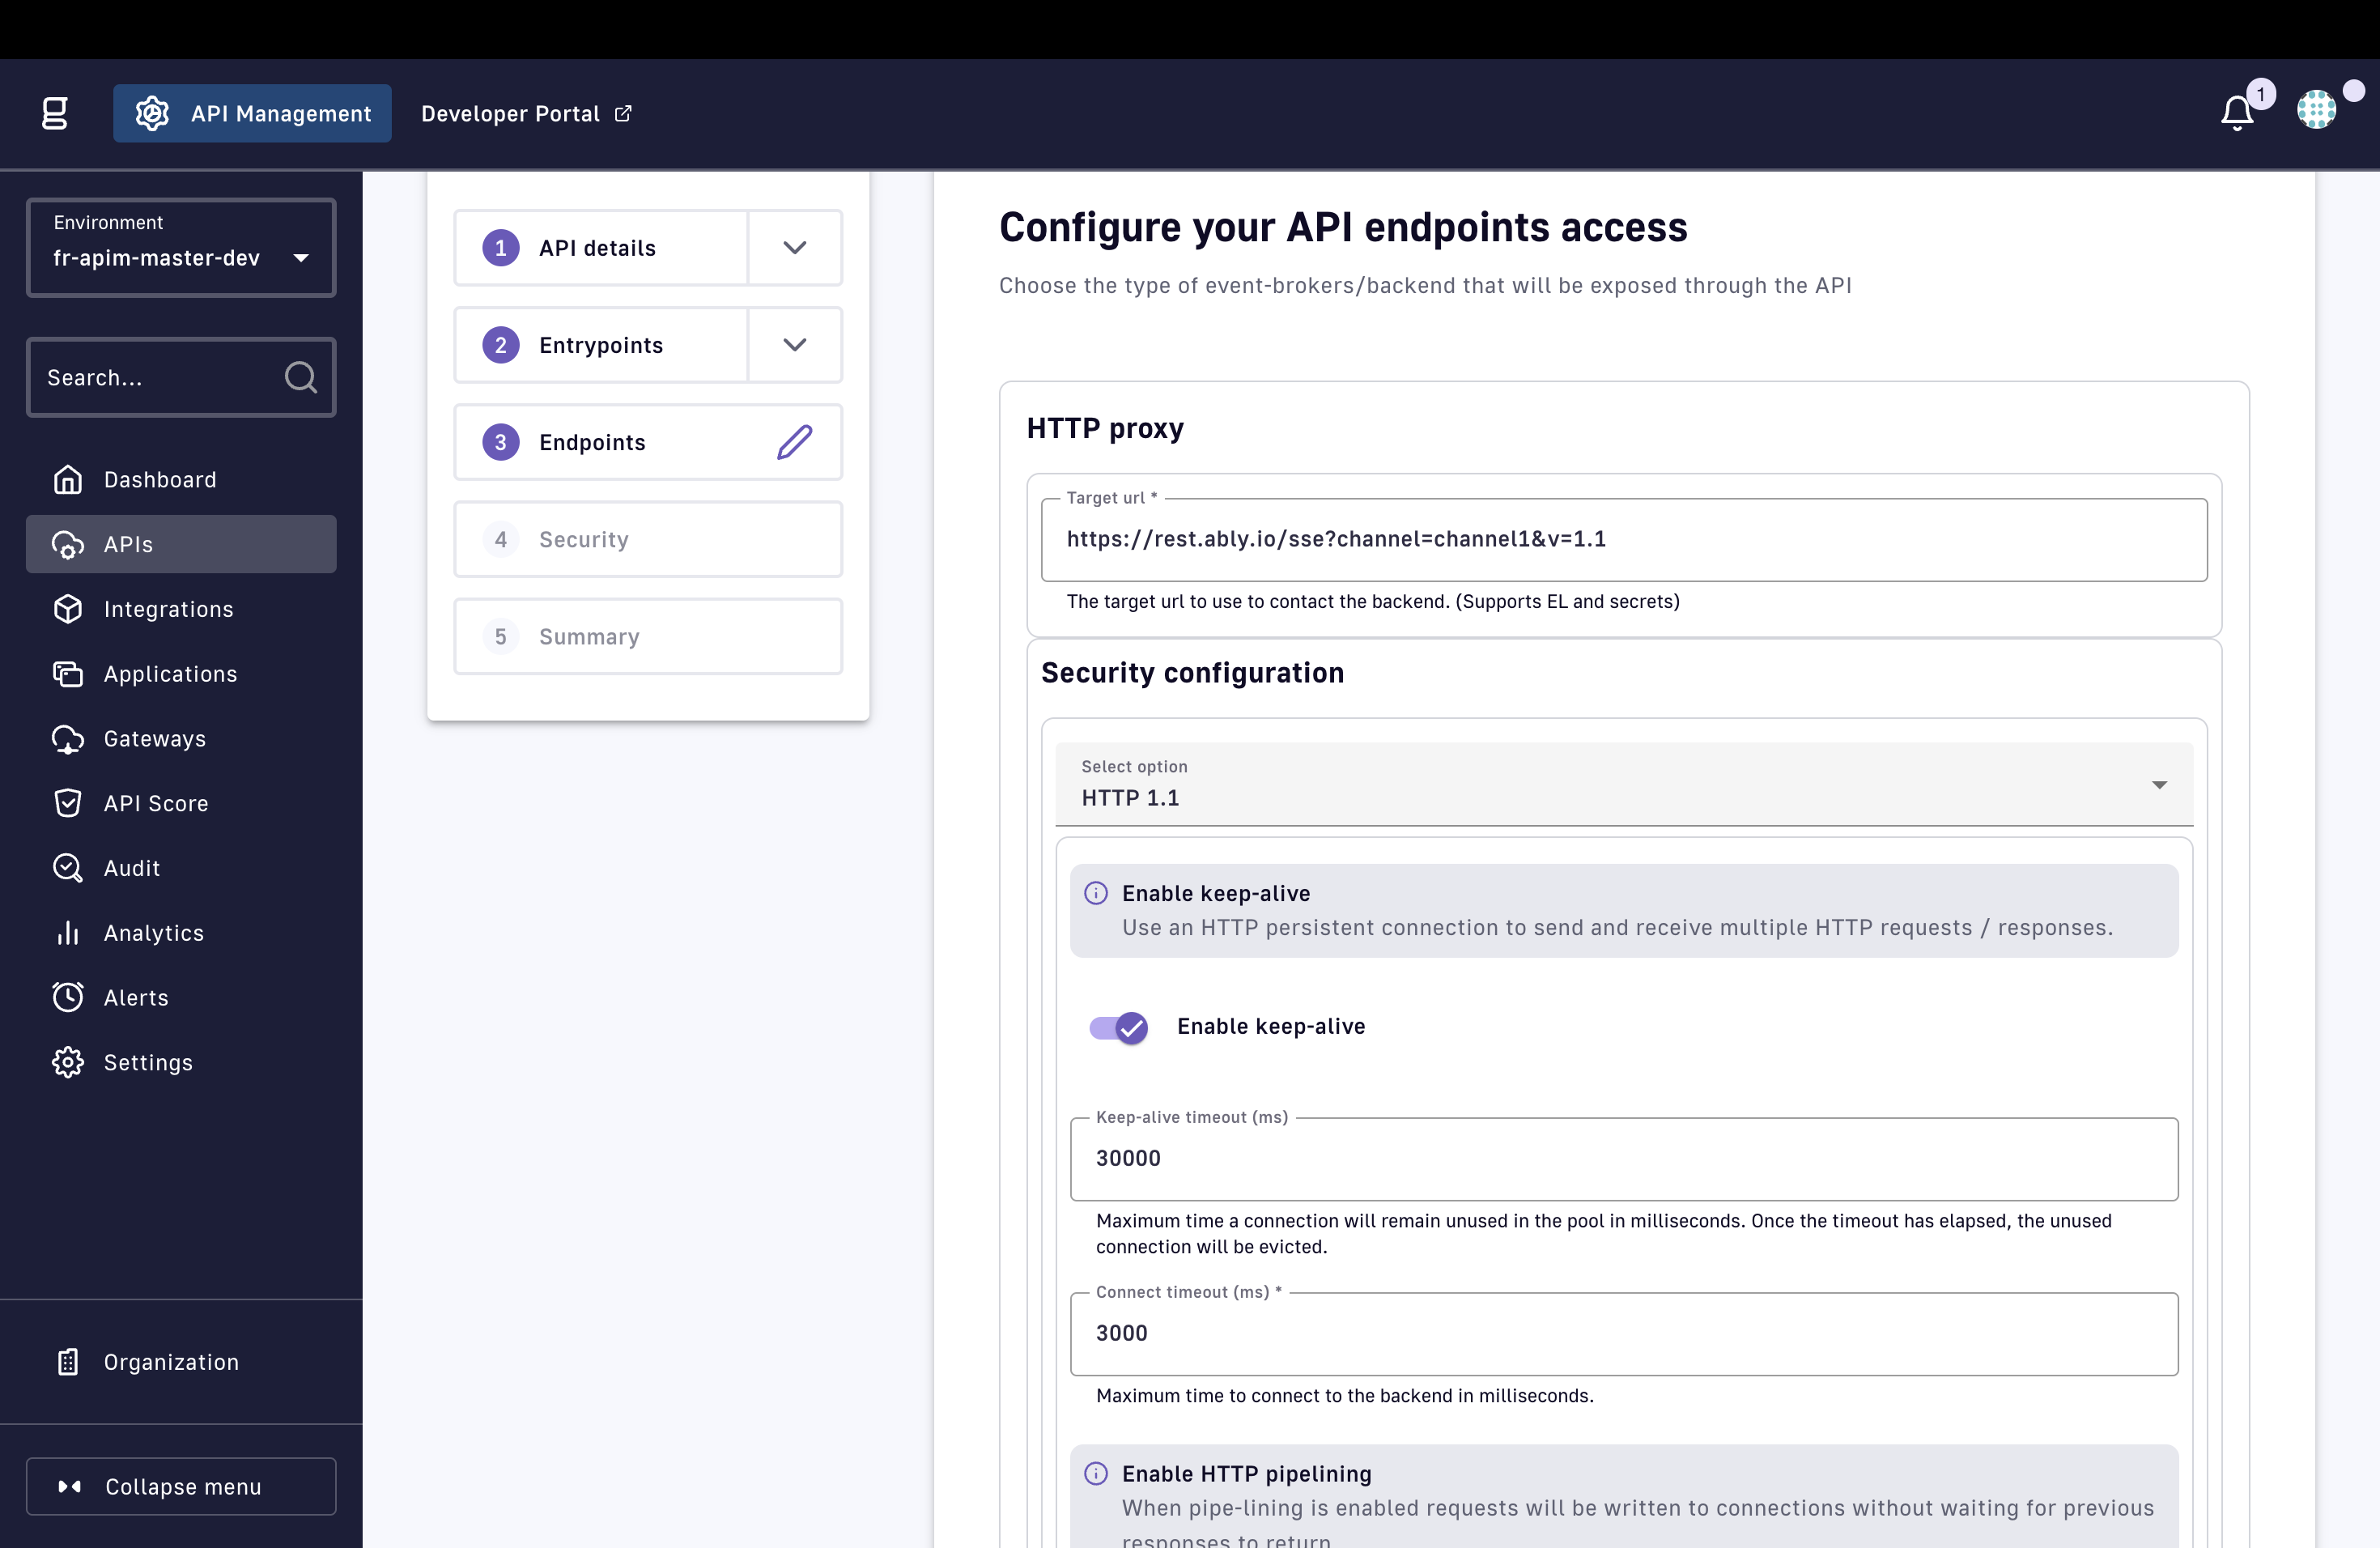 API Management
Developer Portal
1
Environment
fr-apim-master-dev
Search...
Dashboard
APIs
Integrations
Applications
Gateways
API Score
Audit
Analytics
Alerts
Settings
Organization
Collapse menu
1 API details
2 Entrypoints
3 Endpoints
4 Security
5 Summary
Configure your API endpoints access
Choose the type of event-brokers/backend that will be exposed through the API
HTTP proxy
Target url *
https://rest.ably.io/sse?channel=channel1&v=1.1
The target url to use to contact the backend. (Supports EL and secrets)
Security configuration
Select option
HTTP 1.1
Enable keep-alive
Use an HTTP persistent connection to send and receive multiple HTTP requests / responses.
Enable keep-alive
Keep-alive timeout (ms)
30000
Maximum time a connection will remain unused in the pool in milliseconds. Once the timeout has elapsed, the unused
connection will be evicted.
Connect timeout (ms) *
3000
Maximum time to connect to the backend in milliseconds.
Enable HTTP pipelining
When pipe-lining is enabled requests will be written to connections without waiting for previous
responses to return